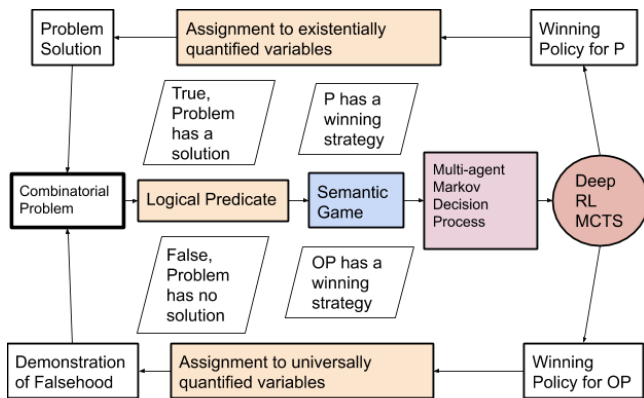 Problem
Solution
Assignment to existentially
quantified variables
Winning
Policy for P
True,
Problem
has a
solution
P has a
winning
strategy
Combinatorial
Problem
Logical Predicate
Semantic
Game
Multi-agent
Markov
Decision
Process
Deep
RL
MCTS
False,
Problem
has no
solution
OP has a
winning
strategy
Demonstration
of Falsehood
Assignment to universally
quantified variables
Winning
Policy for OP